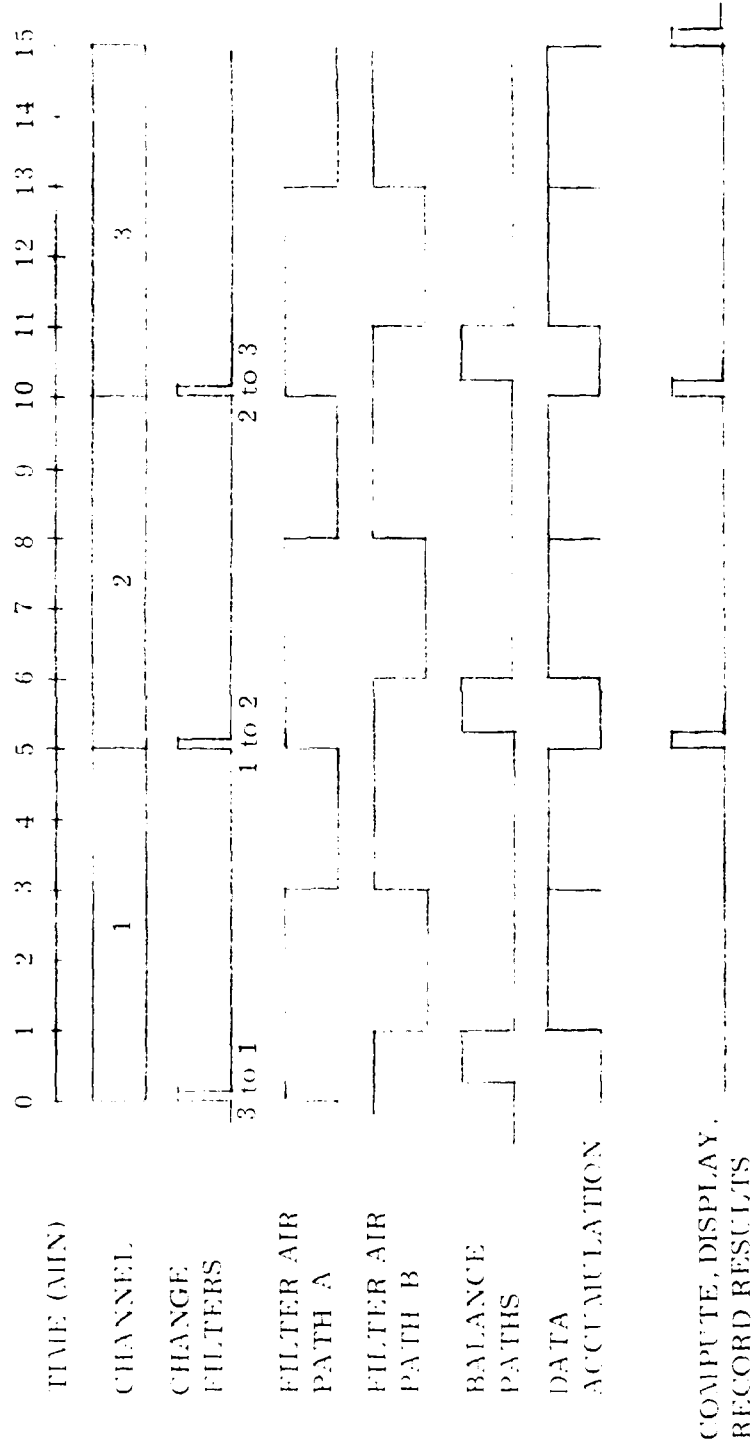 TIME (MIN) 0 1 2 3 4 5 6 7 8 9 10 11 12 13 14 15
CHANNEL 1 2 3
CHANGE
FILTERS
3 to 1 1 to 2 2 to 3
FILTER AIR
PATH A
FILTER AIR
PATH B
BALANCE
PATHS
DATA
ACCUMULATION
COMPUTE, DISPLAY,
RECORD RESULTS